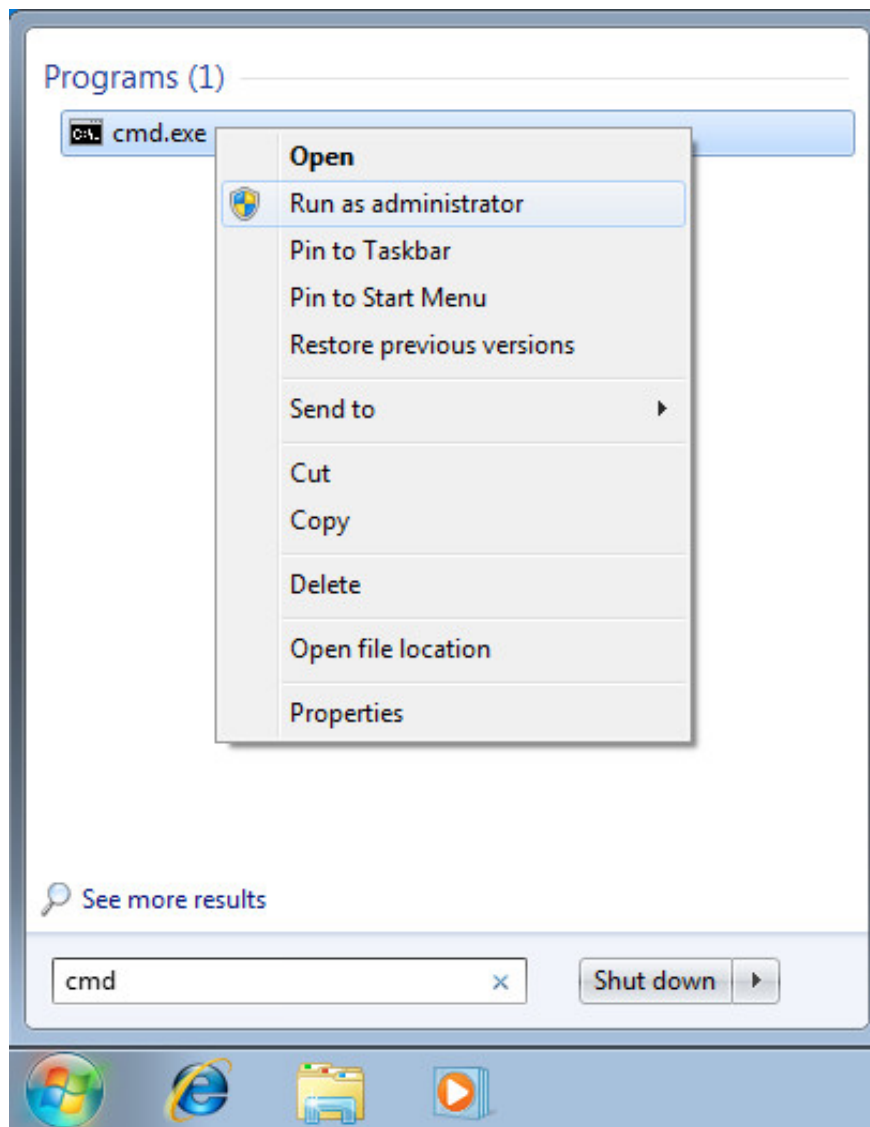 Programs (1)
cmd.exe
Open
Run as administrator
Pin to Taskbar
Pin to Start Menu
Restore previous versions
Send to
Cut
Copy
Delete
Open file location
Properties
See more results
cmd
Shut down